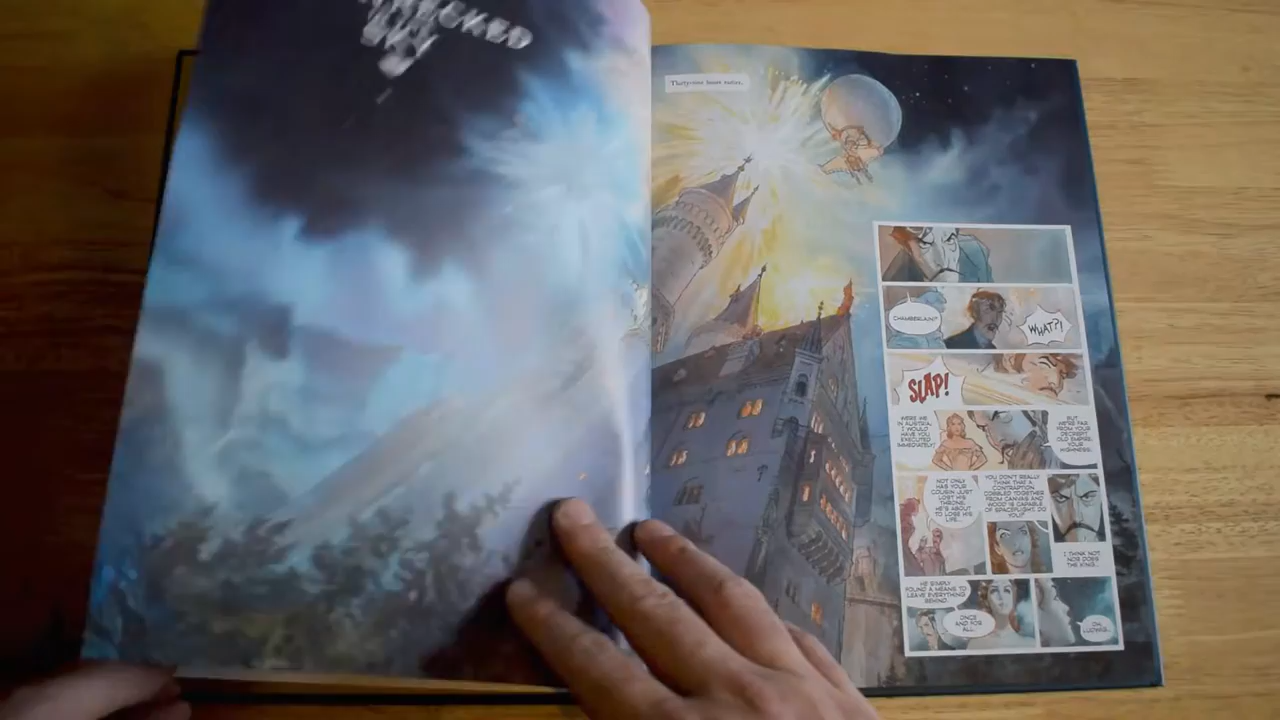 Thirty-one hours later.
CHAMBERLAIN?
WHAT?!
SLAP!
WERE WE
IN AUSTRIA,
I WOULD
HAVE YOU
EXECUTED
IMMEDIATELY!
BUT
WE'RE FAR
FROM YOUR
DECREPIT
OLD EMPIRE,
YOUR
HIGHNESS.
NOT ONLY
HAS YOUR
COUSIN JUST
LOST HIS
THRONE,
HE'S ABOUT
TO LOSE HIS
LIFE...
YOU DON'T REALLY
THINK THAT A
CONTRAPTION
COBBLED TOGETHER
FROM CANVAS AND
WOOD IS CAPABLE
OF SPACEFLIGHT, DO
YOU?
I THINK NOT.
NOR DOES
THE KING...
HE SIMPLY
FOUND A MEANS TO
LEAVE EVERYTHING
BEHIND.
ONCE
AND FOR
ALL.
OH,
LUDWIG...